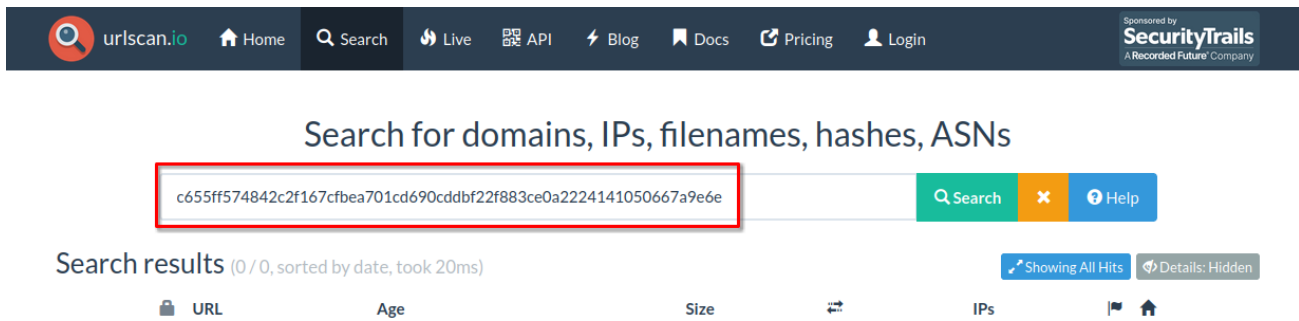 urlscan.io Home Search Live API Blog Docs Pricing Login
Sponsored by
SecurityTrails
A Recorded Future® Company
Search for domains, IPs, filenames, hashes, ASNs
c655ff574842c2f167cfbea701cd690cddbf22f883ce0a2224141050667a9e6e Search Help
Search results (0 / 0, sorted by date, took 20ms) Showing All Hits Details: Hidden
URL Age Size IPs